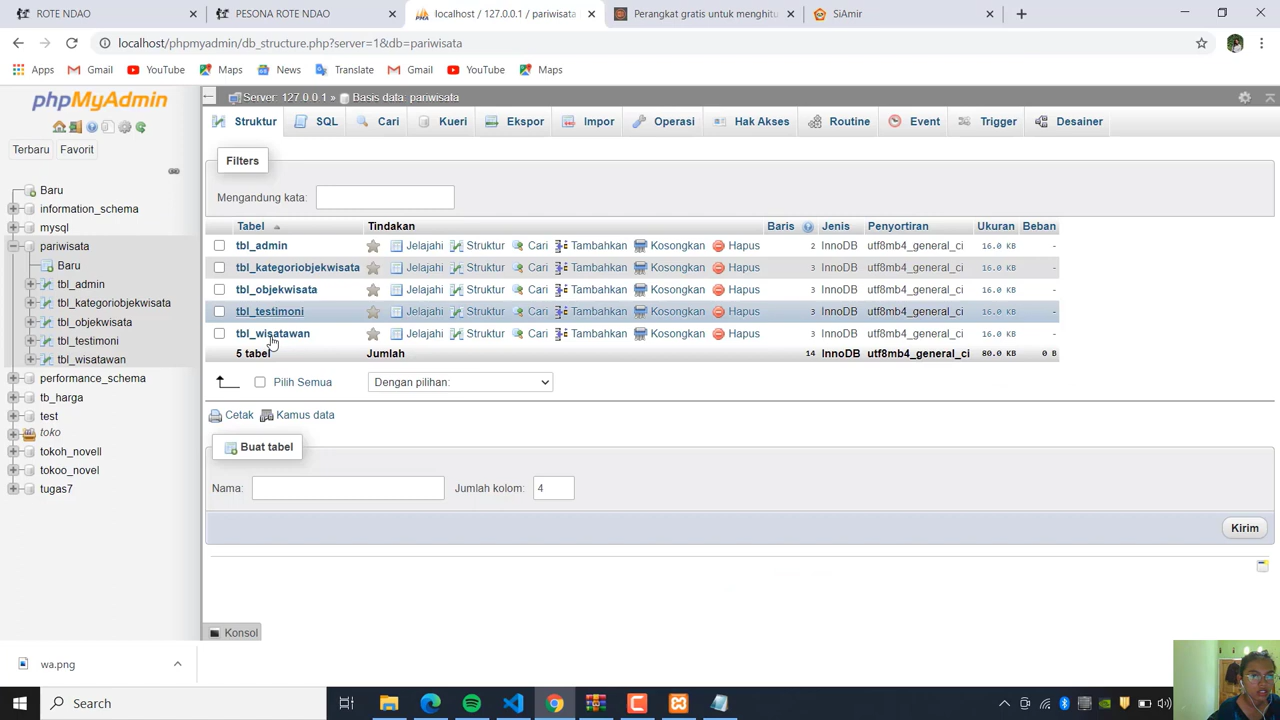 ROTE NDAO
PESONA ROTE NDAO
localhost / 127.0.0.1 / pariwisata
Perangkat gratis untuk menghitu
SiAmir
localhost/phpmyadmin/db_structure.php?server=1&db=pariwisata
Apps
Gmail
YouTube
Maps
News
Translate
Gmail
YouTube
Maps
phpMyAdmin
Terbaru
Favorit
Baru
information_schema
mysql
pariwisata
Baru
tbl_admin
tbl_kategoriobjekwisata
tbl_objekwisata
tbl_testimoni
tbl_wisatawan
performance_schema
tb_harga
test
toko
tokoh_novell
tokoo_novel
tugas7
Server: 127.0.0.1 » Basis data: pariwisata
Struktur
SQL
Cari
Kueri
Ekspor
Impor
Operasi
Hak Akses
Routine
Event
Trigger
Desainer
Filters
Mengandung kata:
Tabel Tindakan Baris Jenis Penyortiran Ukuran Beban
tbl_admin Jelajahi Struktur Cari Tambahkan Kosongkan Hapus 2 InnoDB utf8mb4_general_ci 16.0 KB -
tbl_kategoriobjekwisata Jelajahi Struktur Cari Tambahkan Kosongkan Hapus 3 InnoDB utf8mb4_general_ci 16.0 KB -
tbl_objekwisata Jelajahi Struktur Cari Tambahkan Kosongkan Hapus 3 InnoDB utf8mb4_general_ci 16.0 KB -
tbl_testimoni Jelajahi Struktur Cari Tambahkan Kosongkan Hapus 3 InnoDB utf8mb4_general_ci 16.0 KB -
tbl_wisatawan Jelajahi Struktur Cari Tambahkan Kosongkan Hapus 3 InnoDB utf8mb4_general_ci 16.0 KB -
5 tabel Jumlah 14 InnoDB utf8mb4_general_ci 80.0 KB 0 B
Pilih Semua
Dengan pilihan:
Cetak
Kamus data
Buat tabel
Nama:
Jumlah kolom: 4
Kirim
Konsol
wa.png
Search